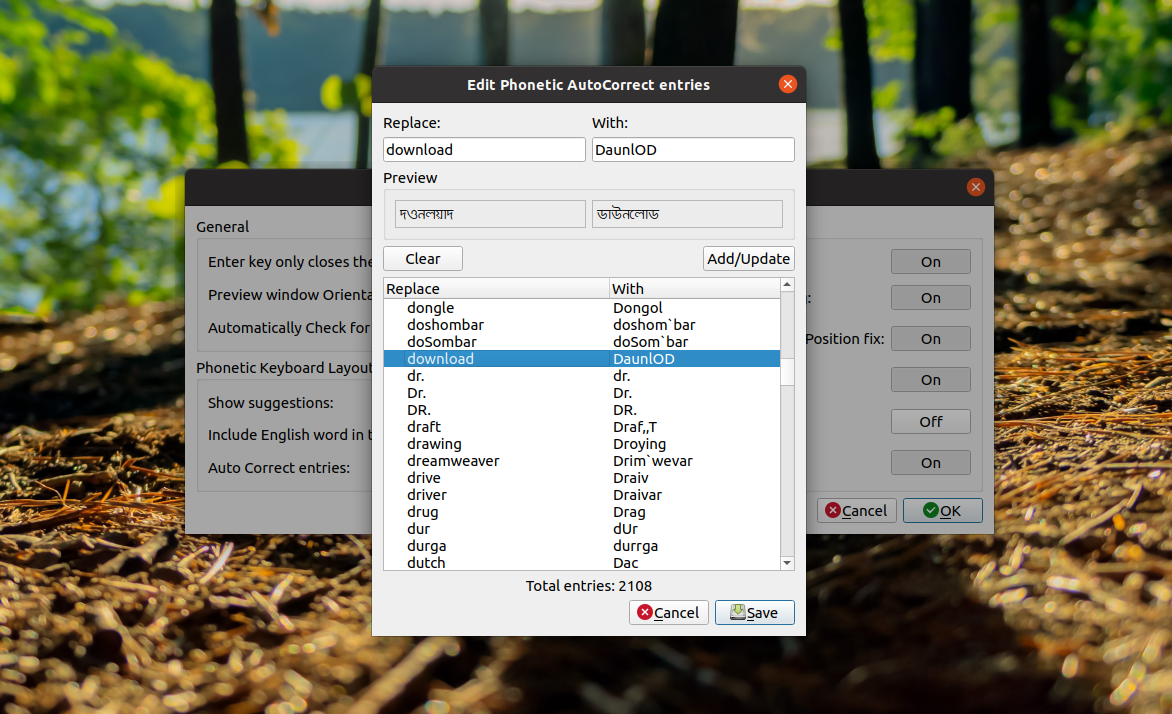 Edit Phonetic AutoCorrect entries
Replace: With:
download DaunlOD
Preview
দওনলয়াদ ডাউনলোড
Clear Add/Update
Replace With
dongle Dongol
doshombar doshom`bar
doSombar doSom`bar
download DaunlOD
dr. dr.
Dr. Dr.
DR. DR.
draft Draf,,T
drawing Droying
dreamweaver Drim`wevar
drive Draiv
driver Draivar
drug Drag
dur dUr
durga durrga
dutch Dac
Total entries: 2108
Cancel Save
General
Enter key only closes the On
Preview window Orienta On
Automatically Check for Position fix: On
Phonetic Keyboard Layout On
Show suggestions: Off
Include English word in t
Auto Correct entries: On
Cancel OK